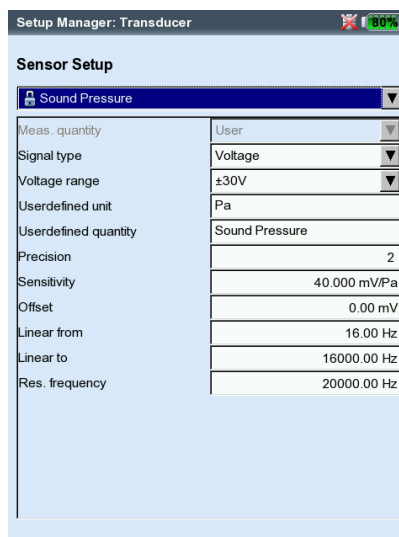 Setup Manager: Transducer 80%
Sensor Setup
Sound Pressure
Meas. quantity User
Signal type Voltage
Voltage range ±30V
Userdefined unit Pa
Userdefined quantity Sound Pressure
Precision 2
Sensitivity 40.000 mV/Pa
Offset 0.00 mV
Linear from 16.00 Hz
Linear to 16000.00 Hz
Res. frequency 20000.00 Hz